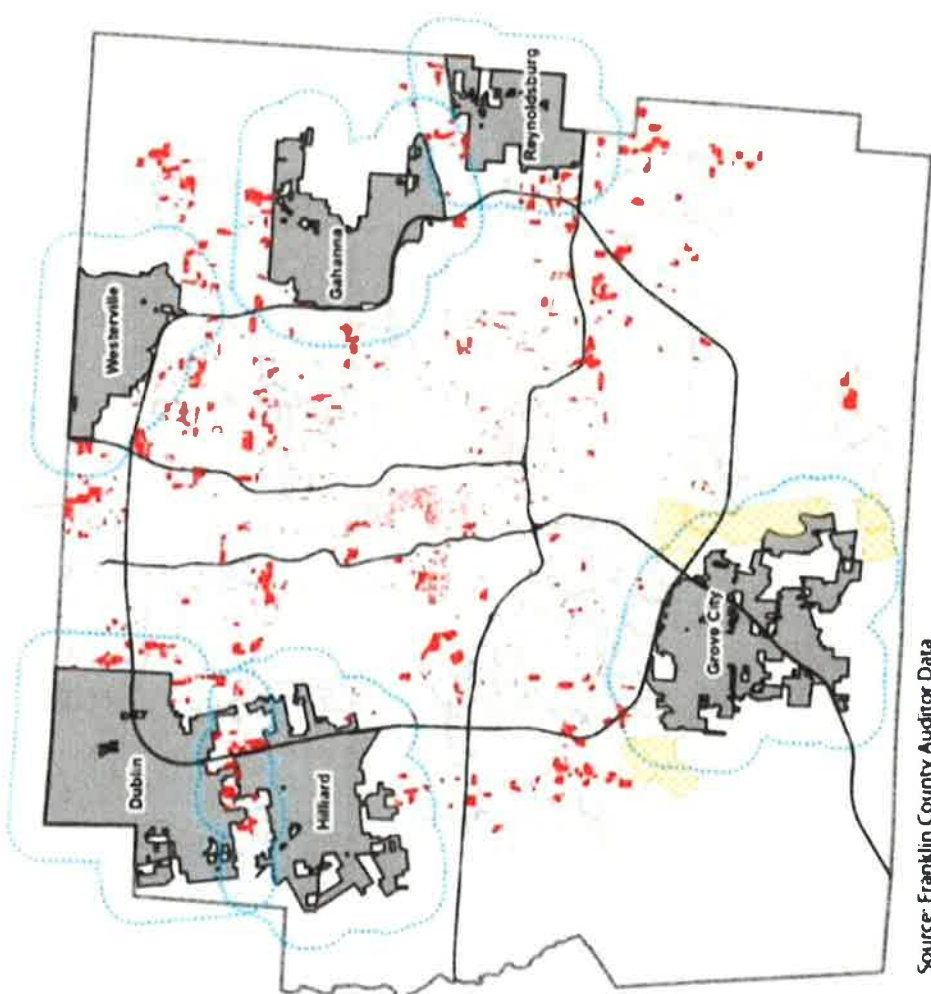 Westerville
Dublin
Gahanna
Hilliard
Reynoldsburg
Grove City
Source: Franklin County Auditor Data